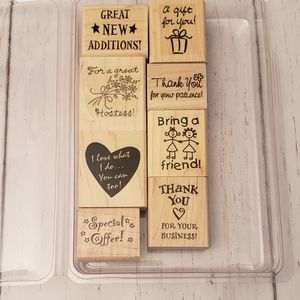 GREAT
NEW
ADDITIONS!
For a great
Hostess!
I love what
I do...
You can
too!
Special
Offer!
A gift for
you!
Thank You
for your patience!
Bring a
friend!
THANK
YOU
FOR YOUR
BUSINESS!